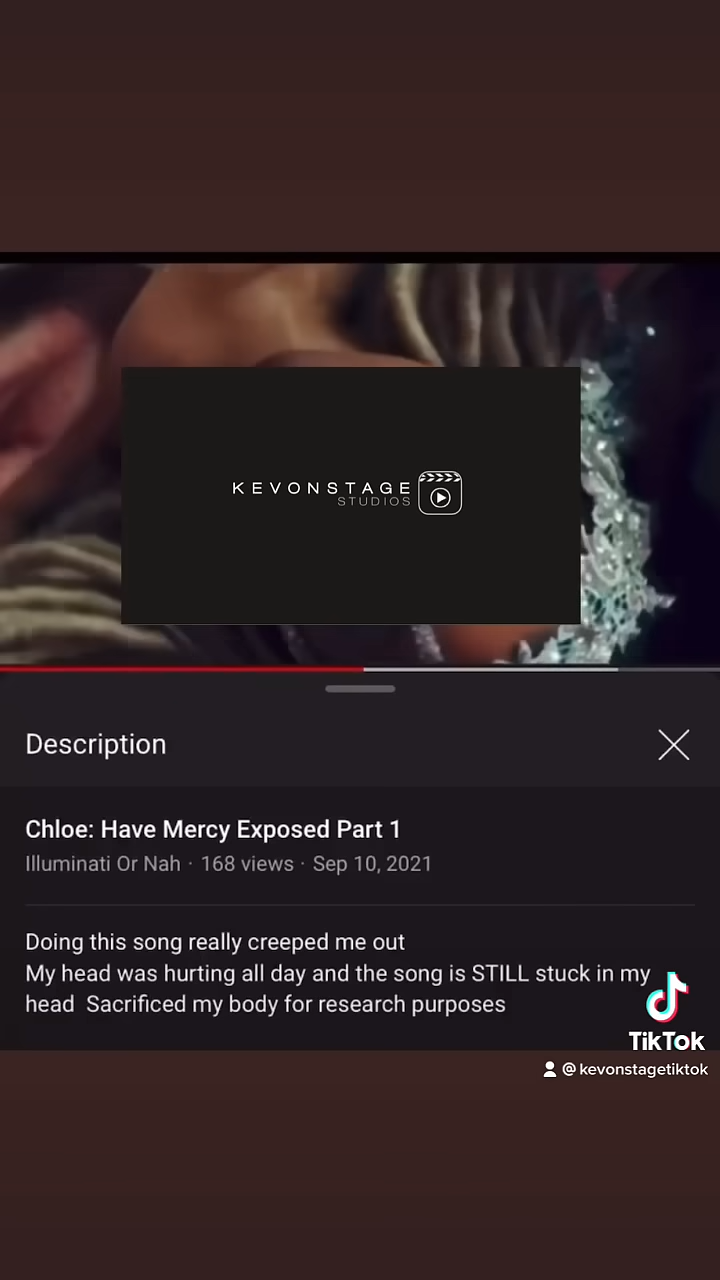 KEVONSTAGE
STUDIOS
Description
Chloe: Have Mercy Exposed Part 1
Illuminati Or Nah · 168 views · Sep 10, 2021
Doing this song really creeped me out
My head was hurting all day and the song is STILL stuck in my
head  Sacrificed my body for research purposes
TikTok
@kevonstagetiktok